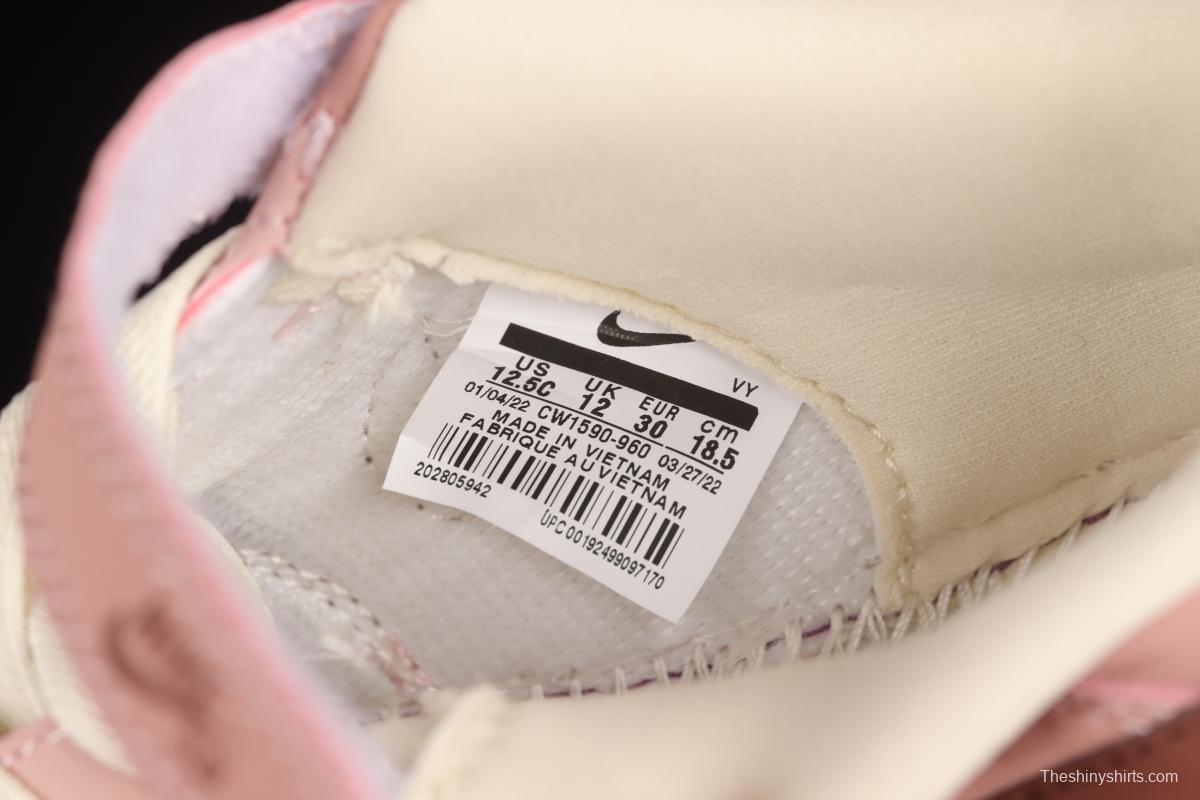 VY
US UK EUR cm
12.5C 12 30 18.5
01/04/22 CW1590-960 03/27/22
MADE IN VIETNAM
FABRIQUE AU VIETNAM
202805942
UPC 00192499097170
Theshinyshirts.com